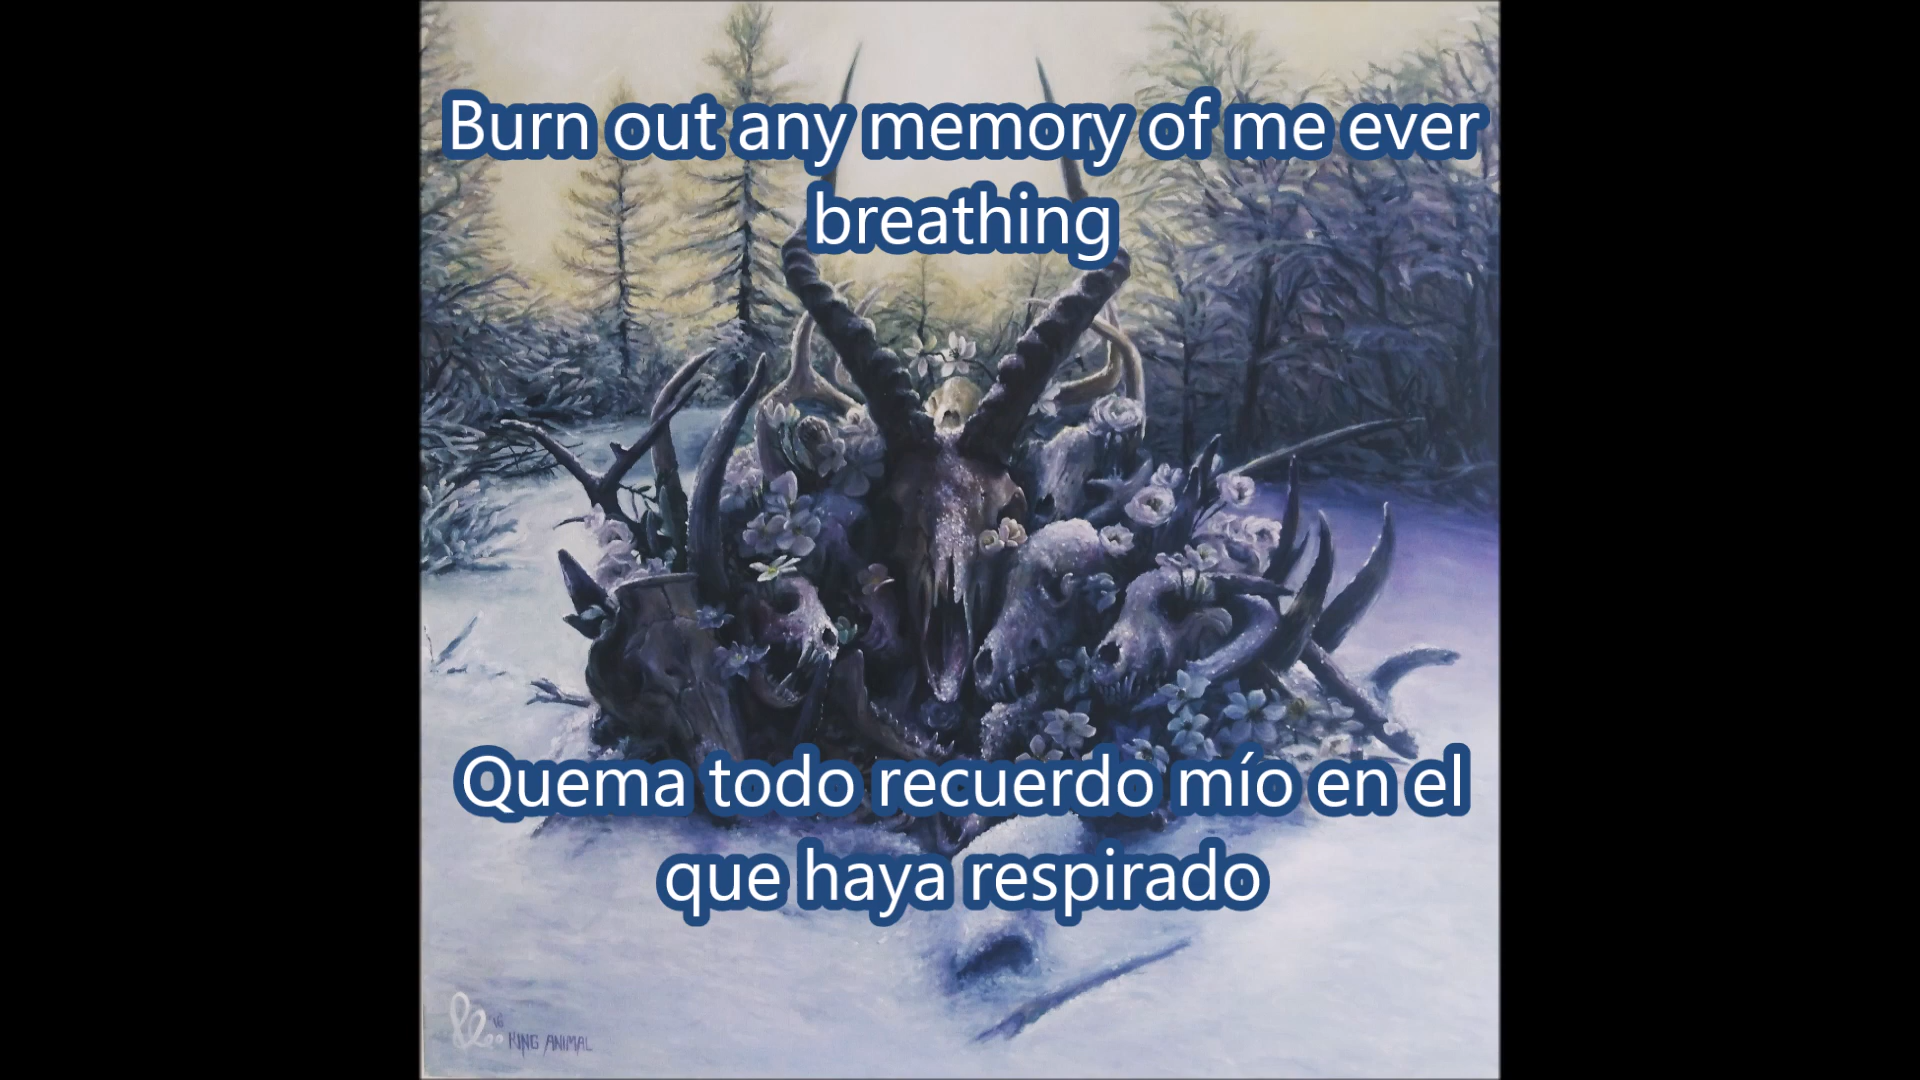 Burn out any memory of me ever
breathing
Quema todo recuerdo mío en el
que haya respirado
'18
KING ANIMAL